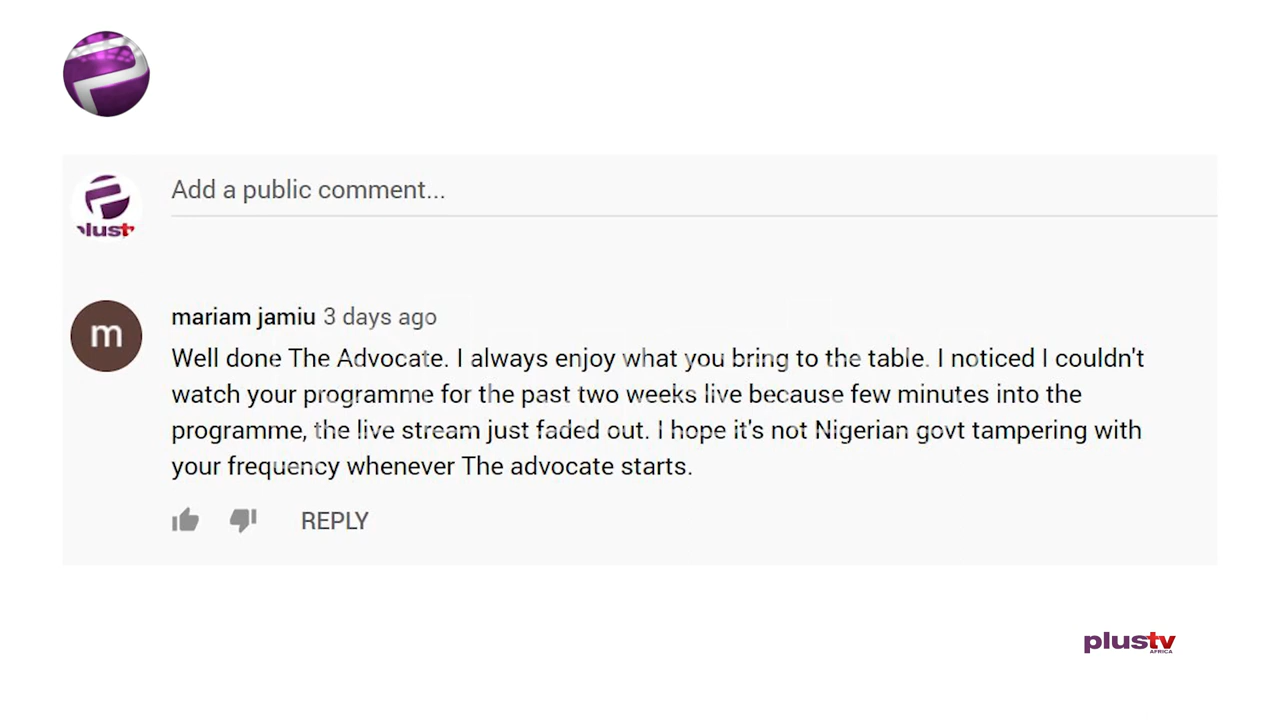 Add a public comment...
plustv
mariam jamiu 3 days ago
m
Well done The Advocate. I always enjoy what you bring to the table. I noticed I couldn't
watch your programme for the past two weeks live because few minutes into the
programme, the live stream just faded out. I hope it's not Nigerian govt tampering with
your frequency whenever The advocate starts.
REPLY
plustv
AFRICA